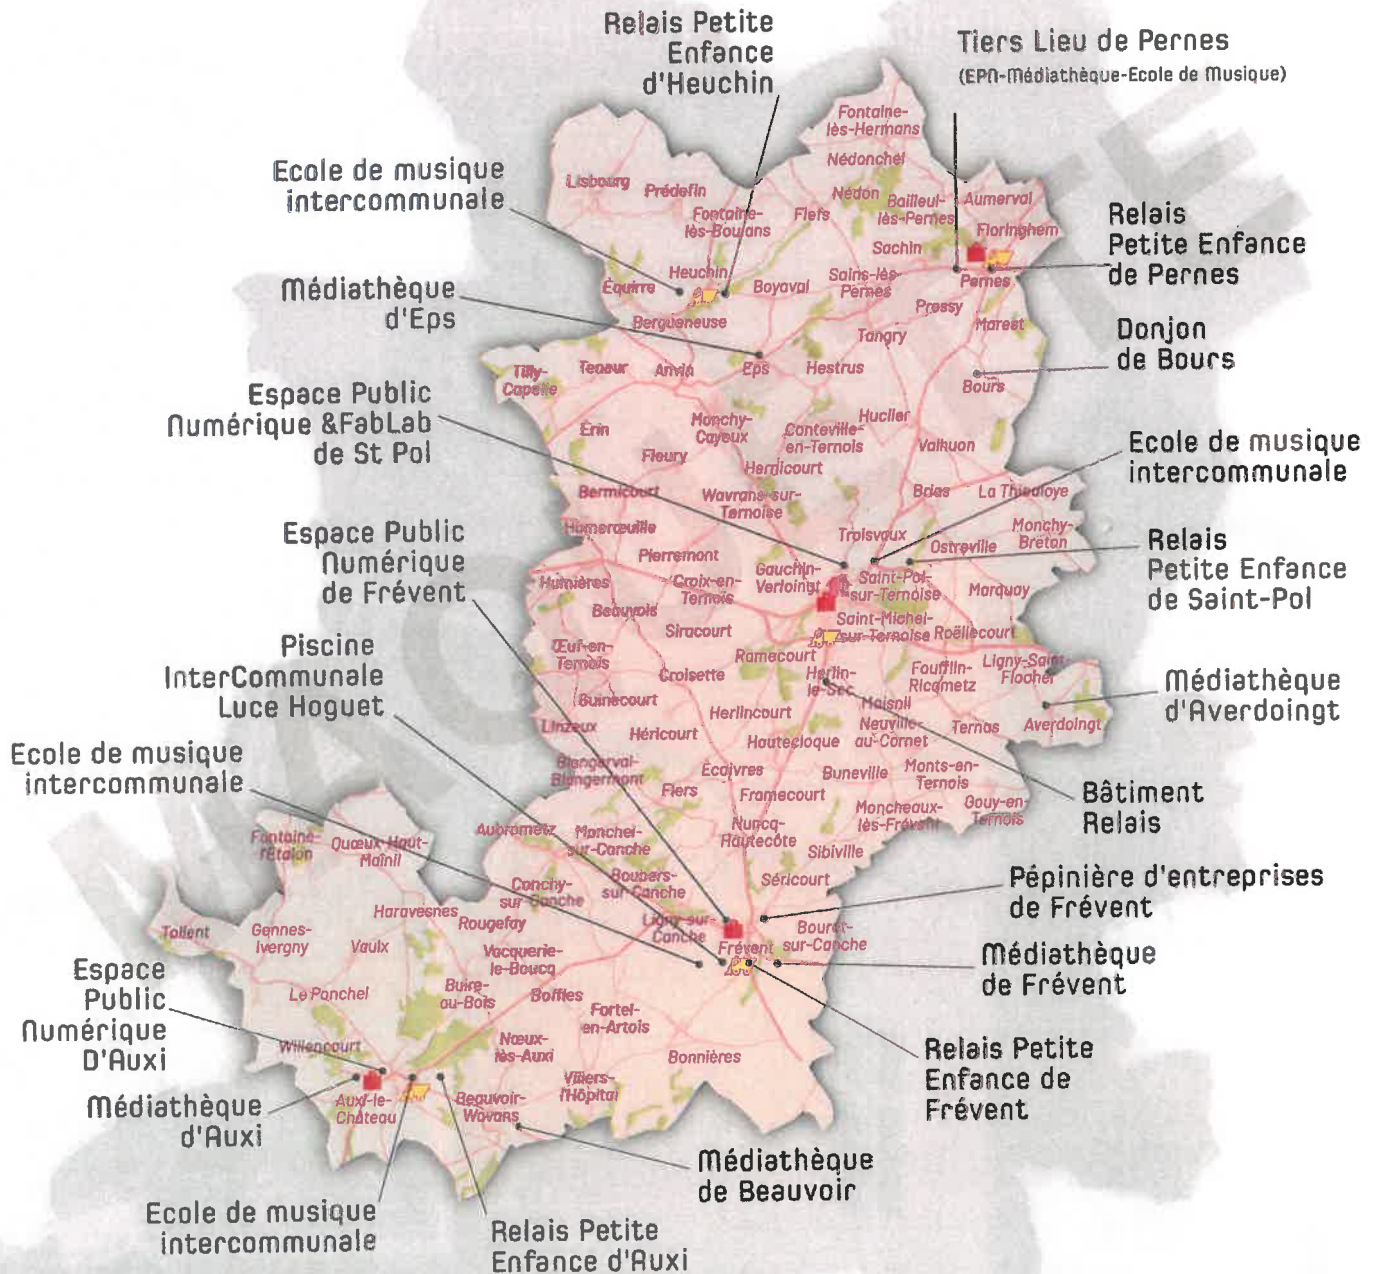 Relais Petite
Enfance
d'Heuchin
Tiers Lieu de Pernes
(EPN-Médiathèque-Ecole de Musique)
Ecole de musique
intercommunale
Médiathèque
d'Eps
Espace Public
Numérique &FabLab
de St Pol
Espace Public
Numérique
de Frévent
Piscine
InterCommunale
Luce Hoguet
Ecole de musique
intercommunale
Espace
Public
Numérique
D'Auxi
Médiathèque
d'Auxi
Ecole de musique
intercommunale
Relais Petite
Enfance d'Auxi
Médiathèque
de Beauvoir
Relais
Petite Enfance
de Pernes
Donjon
de Bours
Ecole de musique
intercommunale
Relais
Petite Enfance
de Saint-Pol
Médiathèque
d'Averdoingt
Bâtiment
Relais
Pépinière d'entreprises
de Frévent
Médiathèque
de Frévent
Relais Petite
Enfance de
Frévent
Fontaine-
lès-Hermans
Nédonchel
Lisbourg
Prédefin
Nédon
Bailleul-
lès-Pernes
Aumerval
Fontaine-
lès-Boulans
Fiefs
Floringhem
Sachin
Heuchin
Équirre
Boyaval
Sains-lès-
Pernes
Pernes
Pressy
Bergueneuse
Tangry
Marest
Tilly-
Capelle
Teneur
Anvin
Eps
Hestrus
Bours
Erin
Monchy-
Cayeux
Conteville-
en-Ternois
Huclier
Valhuon
Fleury
Hernicourt
Bermicourt
Wavrans-sur-
Ternoise
Brias
La Thieuloye
Humerœuille
Troisvaux
Monchy-
Breton
Ostreville
Pierremont
Gauchin-
Verloingt
Humières
Croix-en-
Ternois
Saint-Pol-
sur-Ternoise
Marquay
Beauvois
Saint-Michel-
sur-Ternoise
Roëllecourt
Siracourt
Œuf-en-
Ternois
Ramecourt
Croisette
Herlin-
le-Sec
Foufflin-
Ricametz
Ligny-Saint-
Flochel
Guinecourt
Maisnil
Herlincourt
Linzeux
Héricourt
Neuville-
au-Cornet
Ternas
Averdoingt
Hautecloque
Blangerval-
Blangermont
Écoivres
Buneville
Monts-en-
Ternois
Flers
Framecourt
Moncheaux-
lès-Frévent
Gouy-en-
Ternois
Fontaine-
l'Étalon
Quœux-Haut-
Maînil
Aubrometz
Monchel-
sur-Canche
Nuncq-
Hautecôte
Sibiville
Conchy-
sur-Canche
Boubers-
sur-Canche
Séricourt
Haravesnes
Rougefay
Ligny-sur-
Canche
Bouret-
sur-Canche
Tollent
Gennes-
Ivergny
Vaulx
Vacquerie-
le-Boucq
Frévent
Le Ponchel
Buire-
au-Bois
Boffles
Fortel-
en-Artois
Willencourt
Nœux-
lès-Auxi
Bonnières
Auxi-le-
Château
Beauvoir-
Wavans
Villers-
l'Hôpital